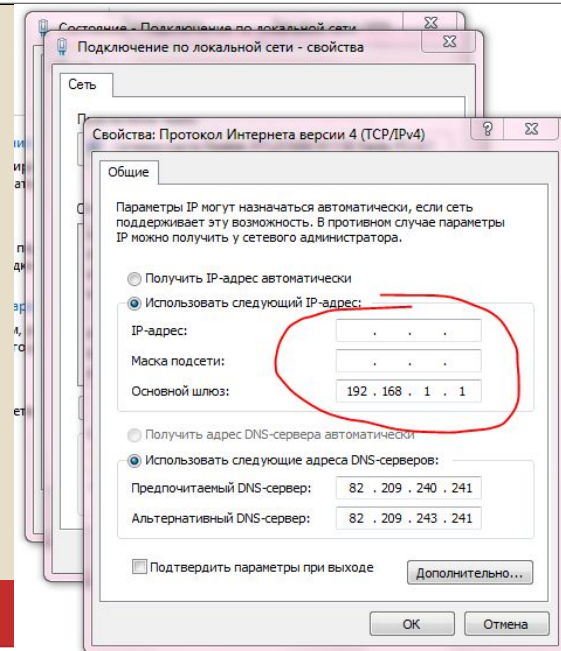 Состояние - Подключение по локальной сети
Подключение по локальной сети - свойства
Сеть
Свойства: Протокол Интернета версии 4 (TCP/IPv4)
Общие
Параметры IP могут назначаться автоматически, если сеть
поддерживает эту возможность. В противном случае параметры
IP можно получить у сетевого администратора.
Получить IP-адрес автоматически
Использовать следующий IP-адрес:
IP-адрес: . . .
Маска подсети: . . .
Основной шлюз: 192 . 168 . 1 . 1
Получить адрес DNS-сервера автоматически
Использовать следующие адреса DNS-серверов:
Предпочитаемый DNS-сервер: 82 . 209 . 240 . 241
Альтернативный DNS-сервер: 82 . 209 . 243 . 241
Подтвердить параметры при выходе
Дополнительно...
ОК
Отмена